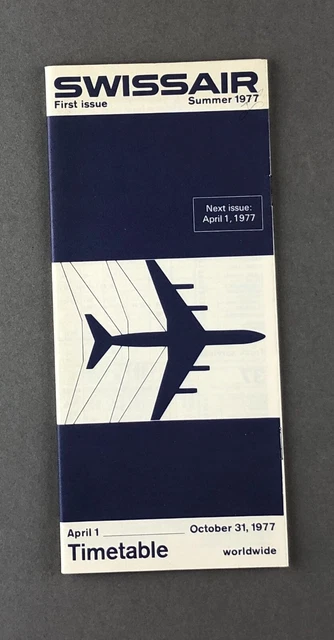 SWISSAIR
First issue Summer 1977
Next issue:
April 1, 1977
April 1 October 31, 1977
Timetable worldwide